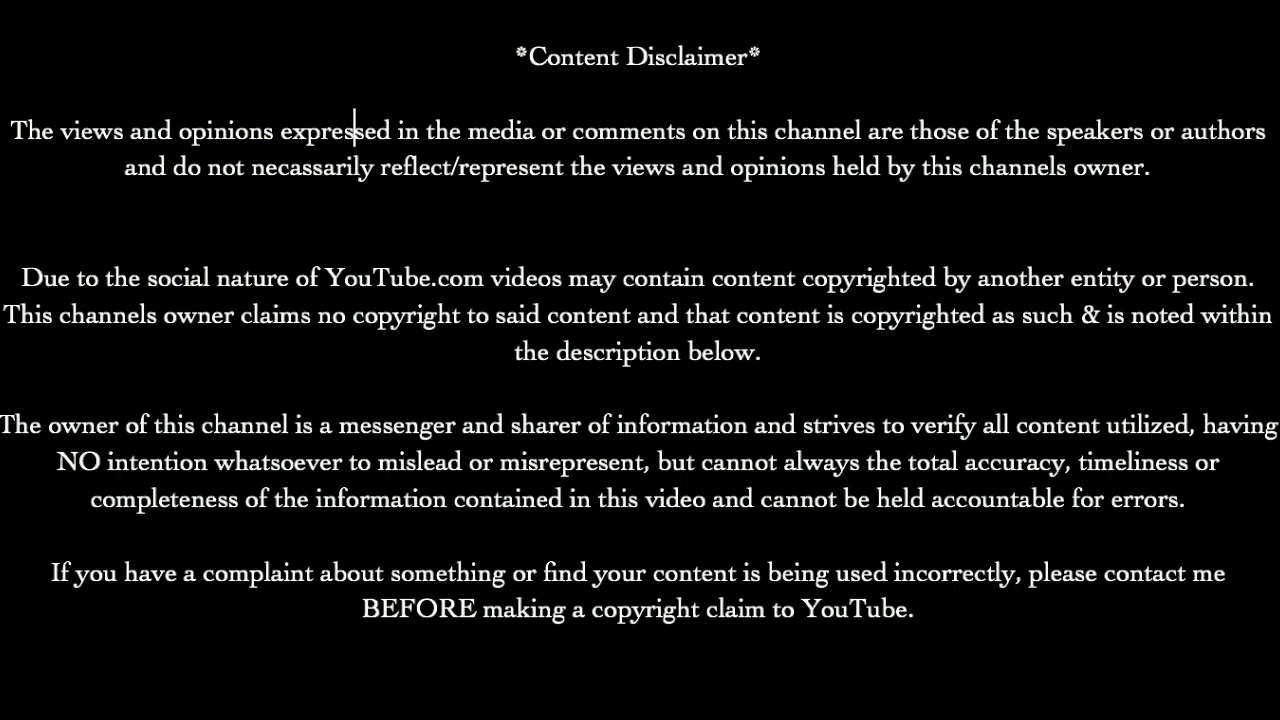 *Content Disclaimer*
The views and opinions expressed in the media or comments on this channel are those of the speakers or authors
and do not necassarily reflect/represent the views and opinions held by this channels owner.
Due to the social nature of YouTube.com videos may contain content copyrighted by another entity or person.
This channels owner claims no copyright to said content and that content is copyrighted as such & is noted within
the description below.
The owner of this channel is a messenger and sharer of information and strives to verify all content utilized, having
NO intention whatsoever to mislead or misrepresent, but cannot always the total accuracy, timeliness or
completeness of the information contained in this video and cannot be held accountable for errors.
If you have a complaint about something or find your content is being used incorrectly, please contact me
BEFORE making a copyright claim to YouTube.